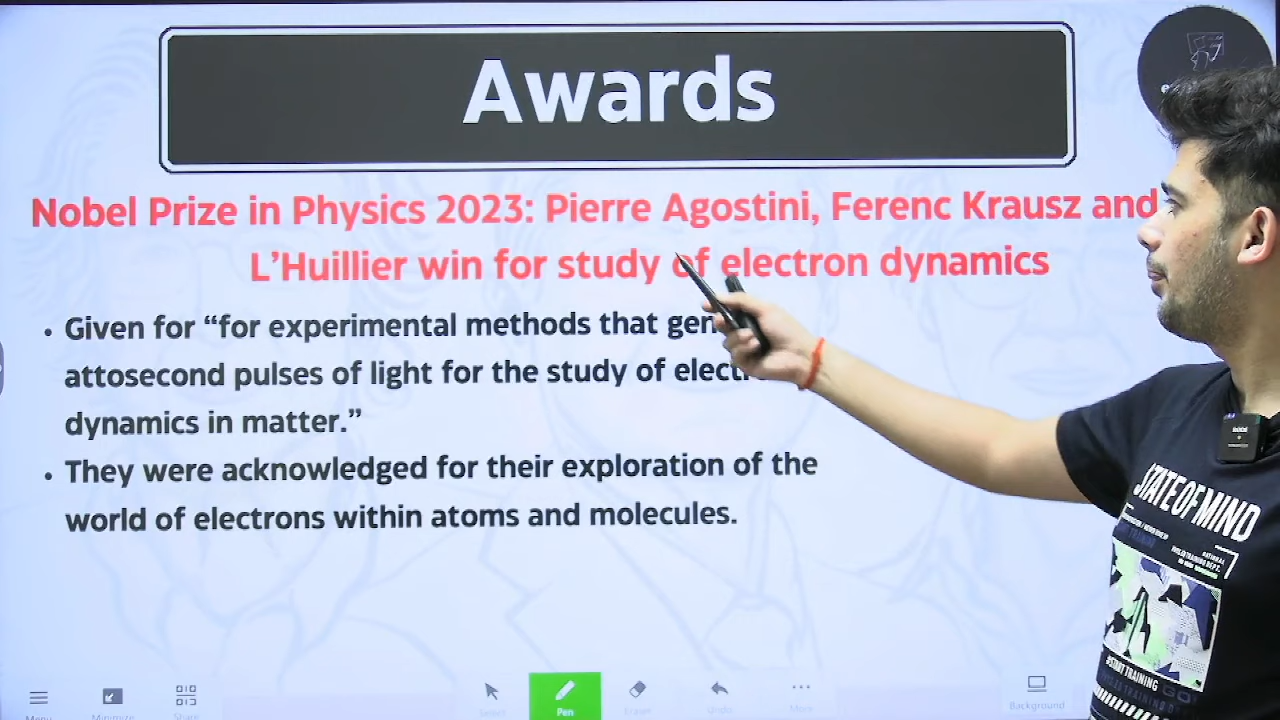 Awards
Nobel Prize in Physics 2023: Pierre Agostini, Ferenc Krausz and
L’Huillier win for study of electron dynamics
• Given for “for experimental methods that gen
attosecond pulses of light for the study of elect
dynamics in matter.”
• They were acknowledged for their exploration of the
world of electrons within atoms and molecules.
STATE OF MIND
NATIONAL
#START TRAINING
Menu Minimize Share Select Pen Eraser Undo More Background